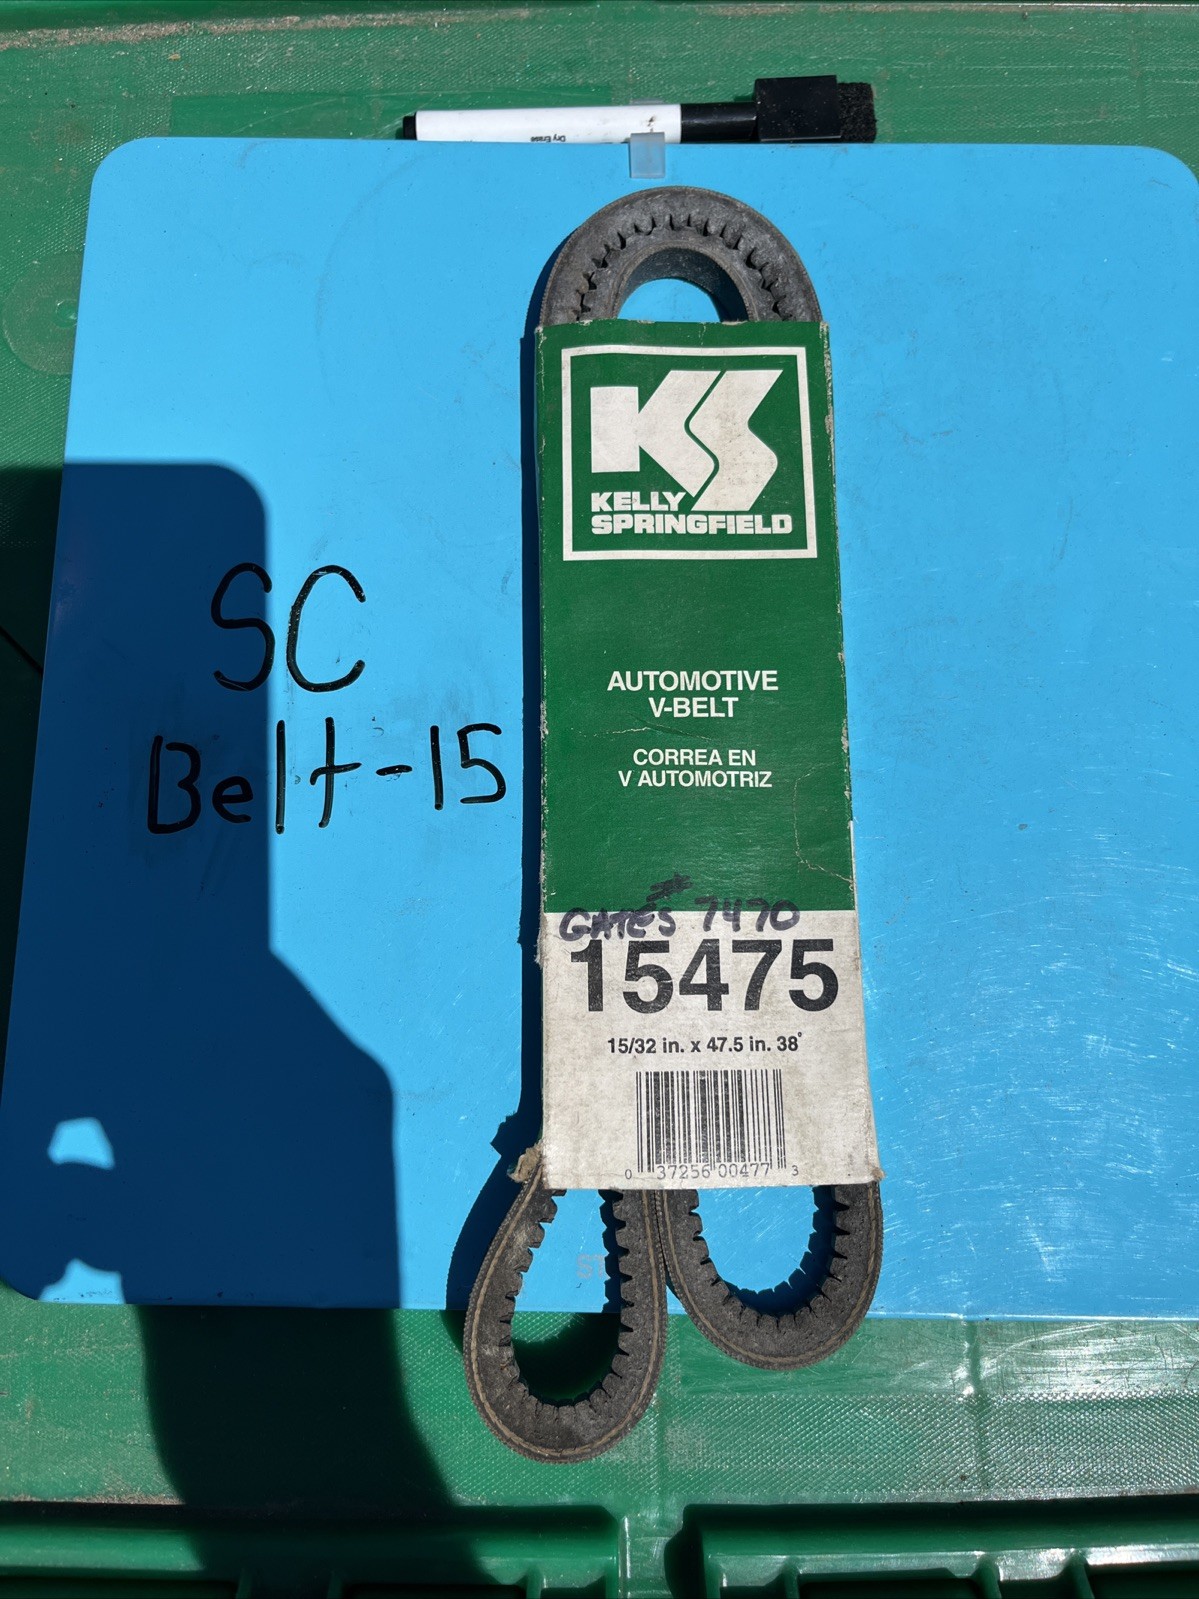 Dry Erase
KELLY
SPRINGFIELD
AUTOMOTIVE
V-BELT
CORREA EN
V AUTOMOTRIZ
SC
Belt-15
GATES # 7470
15475
15/32 in. x 47.5 in. 38°
0 37256 00477 3